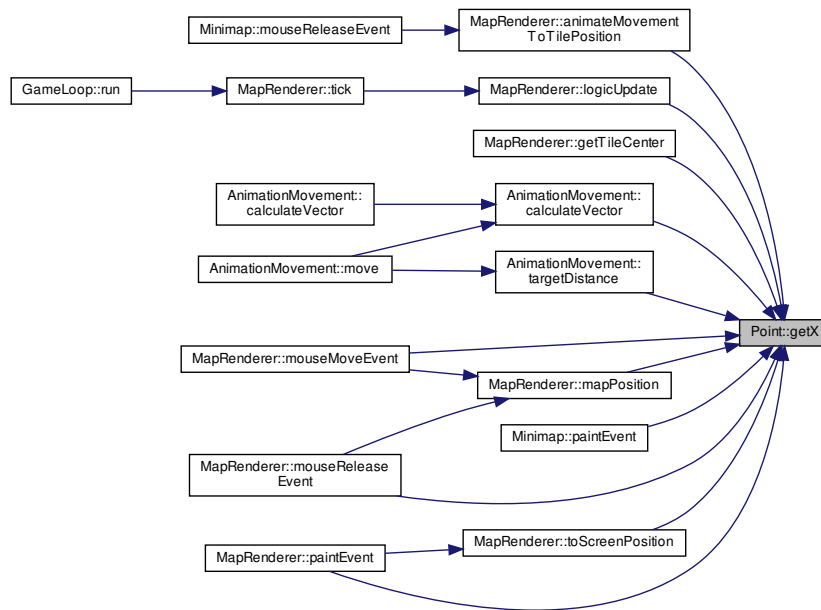 Minimap::mouseReleaseEvent
MapRenderer::animateMovement
ToTilePosition
GameLoop::run
MapRenderer::tick
MapRenderer::logicUpdate
MapRenderer::getTileCenter
AnimationMovement::
calculateVector
AnimationMovement::
calculateVector
AnimationMovement::move
AnimationMovement::
targetDistance
Point::getX
MapRenderer::mouseMoveEvent
MapRenderer::mapPosition
Minimap::paintEvent
MapRenderer::mouseRelease
Event
MapRenderer::toScreenPosition
MapRenderer::paintEvent